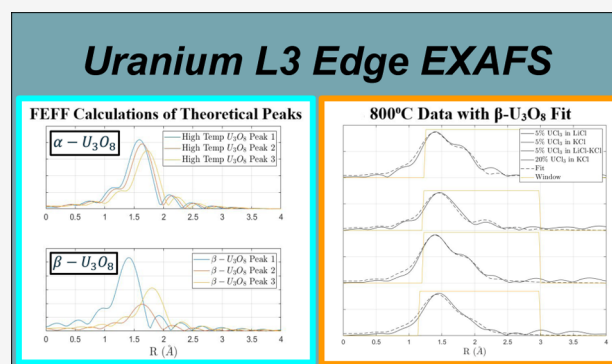 Uranium L3 Edge EXAFS
FEFF Calculations of Theoretical Peaks
α − U₃O₈
High Temp U₃O₈ Peak 1
High Temp U₃O₈ Peak 2
High Temp U₃O₈ Peak 3
0 0.5 1 1.5 2 2.5 3 3.5 4
β − U₃O₈
β − U₃O₈ Peak 1
β − U₃O₈ Peak 2
β − U₃O₈ Peak 3
0 0.5 1 1.5 2 2.5 3 3.5 4
R (Å)
800⁰C Data with β-U₃O₈ Fit
5% UCl₃ in LiCl
5% UCl₃ in KCl
5% UCl₃ in LiCl-KCl
20% UCl₃ in KCl
Fit
Window
0 0.5 1 1.5 2 2.5 3 3.5 4
R (Å)